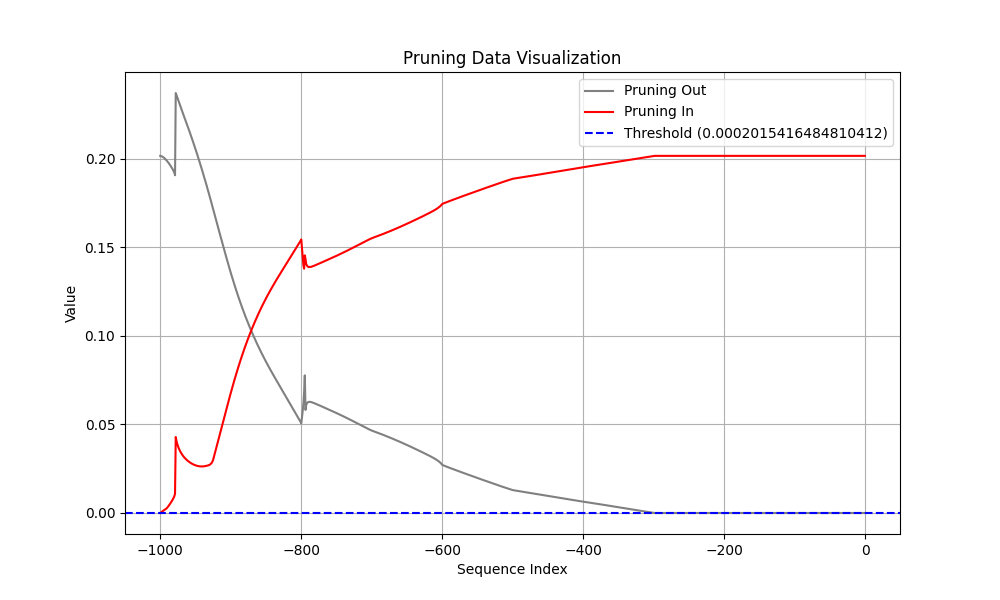 Pruning Data Visualization
Pruning Out
Pruning In
Threshold (0.0002015416484810412)
Value
0.20
0.15
0.10
0.05
0.00
−1000
−800
−600
−400
−200
0
Sequence Index